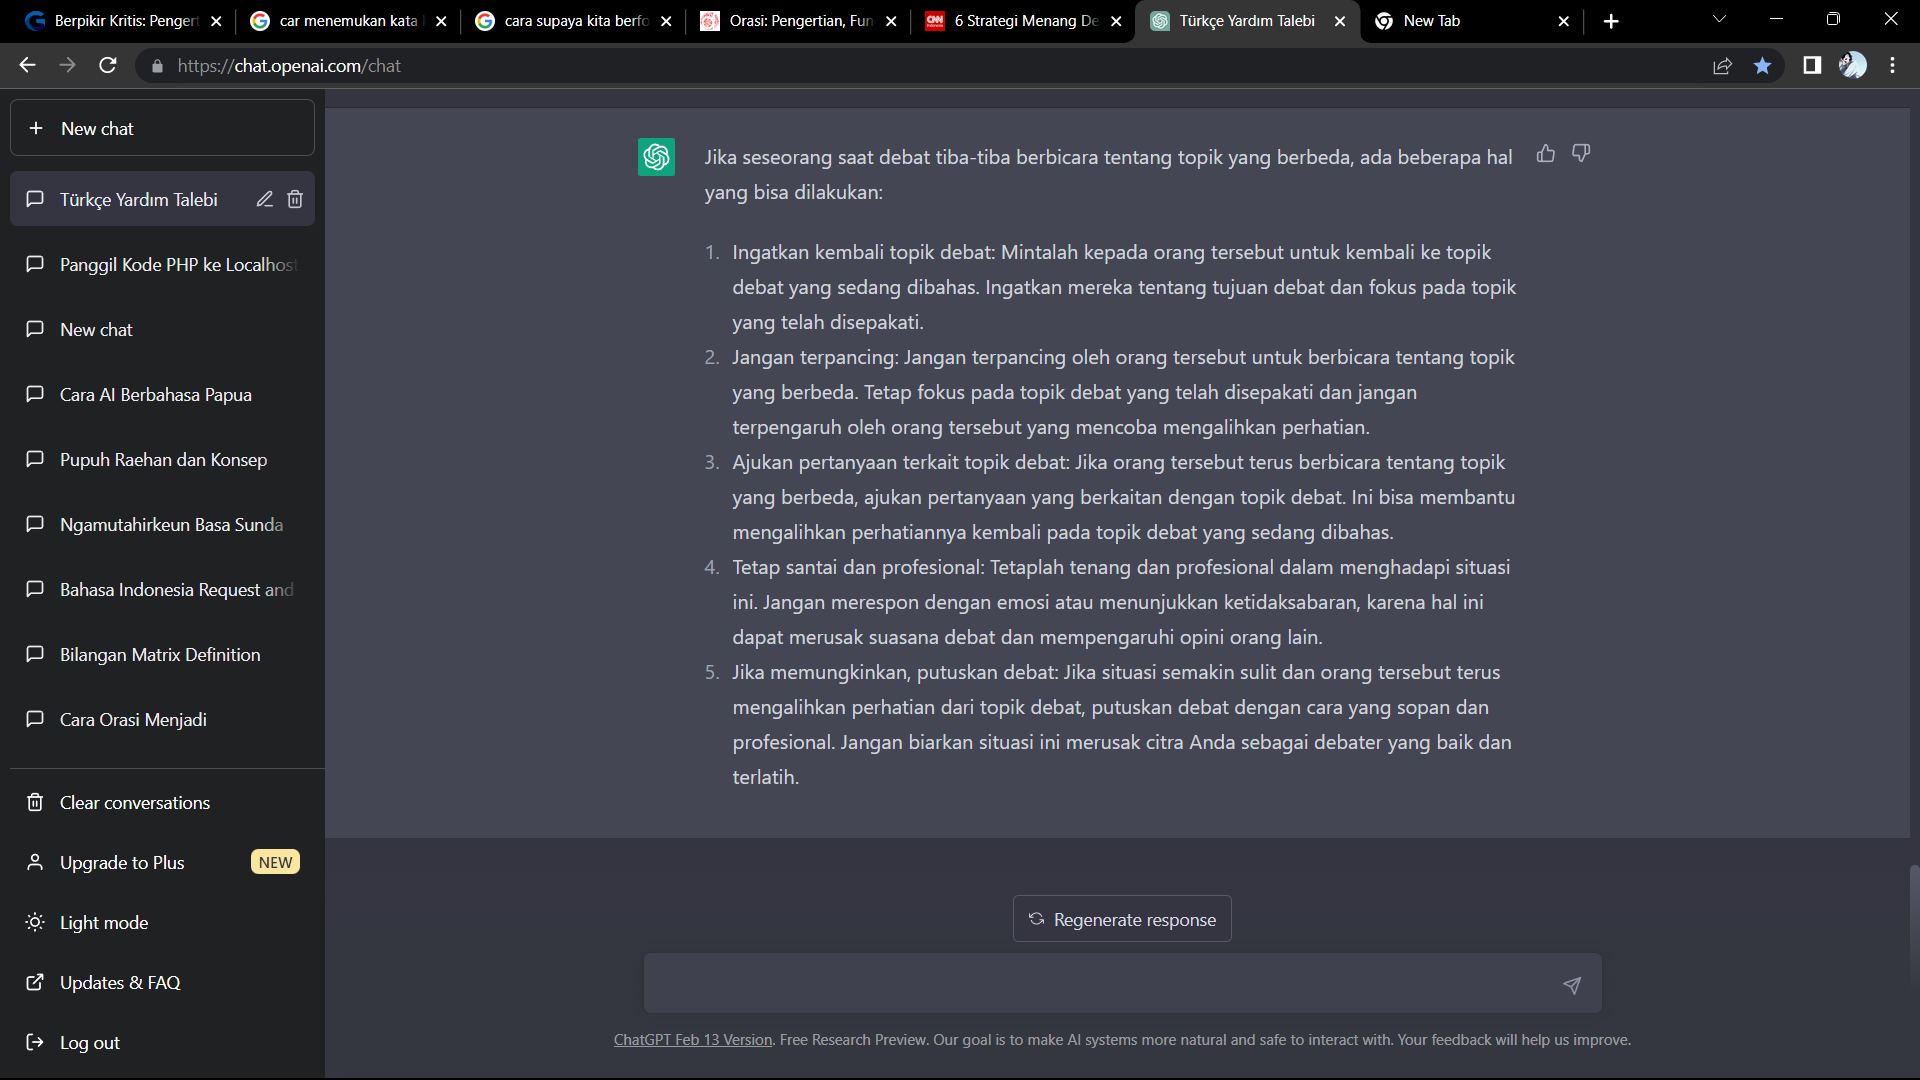 Berpikir Kritis: Penger
car menemukan kata
cara supaya kita berfo
Orasi: Pengertian, Fun
CNN
6 Strategi Menang De
Türkçe Yardım Talebi
New Tab
https://chat.openai.com/chat
New chat
Türkçe Yardım Talebi
Panggil Kode PHP ke Localhost
New chat
Cara AI Berbahasa Papua
Pupuh Raehan dan Konsep
Ngamutahirkeun Basa Sunda
Bahasa Indonesia Request and
Bilangan Matrix Definition
Cara Orasi Menjadi
Clear conversations
Upgrade to Plus NEW
Light mode
Updates & FAQ
Log out
Jika seseorang saat debat tiba-tiba berbicara tentang topik yang berbeda, ada beberapa hal
yang bisa dilakukan:
1. Ingatkan kembali topik debat: Mintalah kepada orang tersebut untuk kembali ke topik
debat yang sedang dibahas. Ingatkan mereka tentang tujuan debat dan fokus pada topik
yang telah disepakati.
2. Jangan terpancing: Jangan terpancing oleh orang tersebut untuk berbicara tentang topik
yang berbeda. Tetap fokus pada topik debat yang telah disepakati dan jangan
terpengaruh oleh orang tersebut yang mencoba mengalihkan perhatian.
3. Ajukan pertanyaan terkait topik debat: Jika orang tersebut terus berbicara tentang topik
yang berbeda, ajukan pertanyaan yang berkaitan dengan topik debat. Ini bisa membantu
mengalihkan perhatiannya kembali pada topik debat yang sedang dibahas.
4. Tetap santai dan profesional: Tetaplah tenang dan profesional dalam menghadapi situasi
ini. Jangan merespon dengan emosi atau menunjukkan ketidaksabaran, karena hal ini
dapat merusak suasana debat dan mempengaruhi opini orang lain.
5. Jika memungkinkan, putuskan debat: Jika situasi semakin sulit dan orang tersebut terus
mengalihkan perhatian dari topik debat, putuskan debat dengan cara yang sopan dan
profesional. Jangan biarkan situasi ini merusak citra Anda sebagai debater yang baik dan
terlatih.
Regenerate response
ChatGPT Feb 13 Version. Free Research Preview. Our goal is to make AI systems more natural and safe to interact with. Your feedback will help us improve.